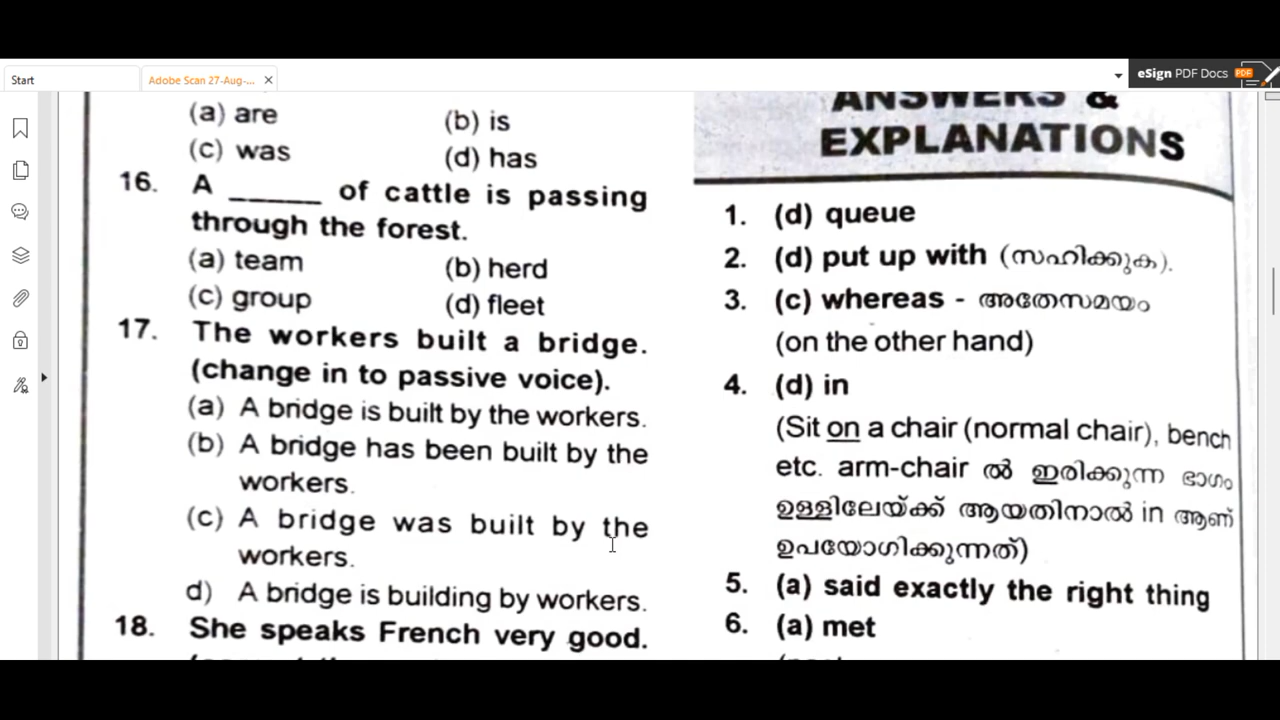 Start
Adobe Scan 27-Aug-...
eSign PDF Docs
PDF
(a) are
(b) is
(c) was
(d) has
16. A ______ of cattle is passing
through the forest.
(a) team
(b) herd
(c) group
(d) fleet
17. The workers built a bridge.
(change in to passive voice).
(a) A bridge is built by the workers.
(b) A bridge has been built by the
workers.
(c) A bridge was built by the
workers.
d) A bridge is building by workers.
18. She speaks French very good.
ANSWERS &
EXPLANATIONS
1. (d) queue
2. (d) put up with (സഹിക്കുക).
3. (c) whereas - അതേസമയം
(on the other hand)
4. (d) in
(Sit on a chair (normal chair), bench
etc. arm-chair ൽ ഇരിക്കുന്ന ഭാഗം
ഉള്ളിലേയ്ക്ക് ആയതിനാൽ in ആണ്
ഉപയോഗിക്കുന്നത്)
5. (a) said exactly the right thing
6. (a) met